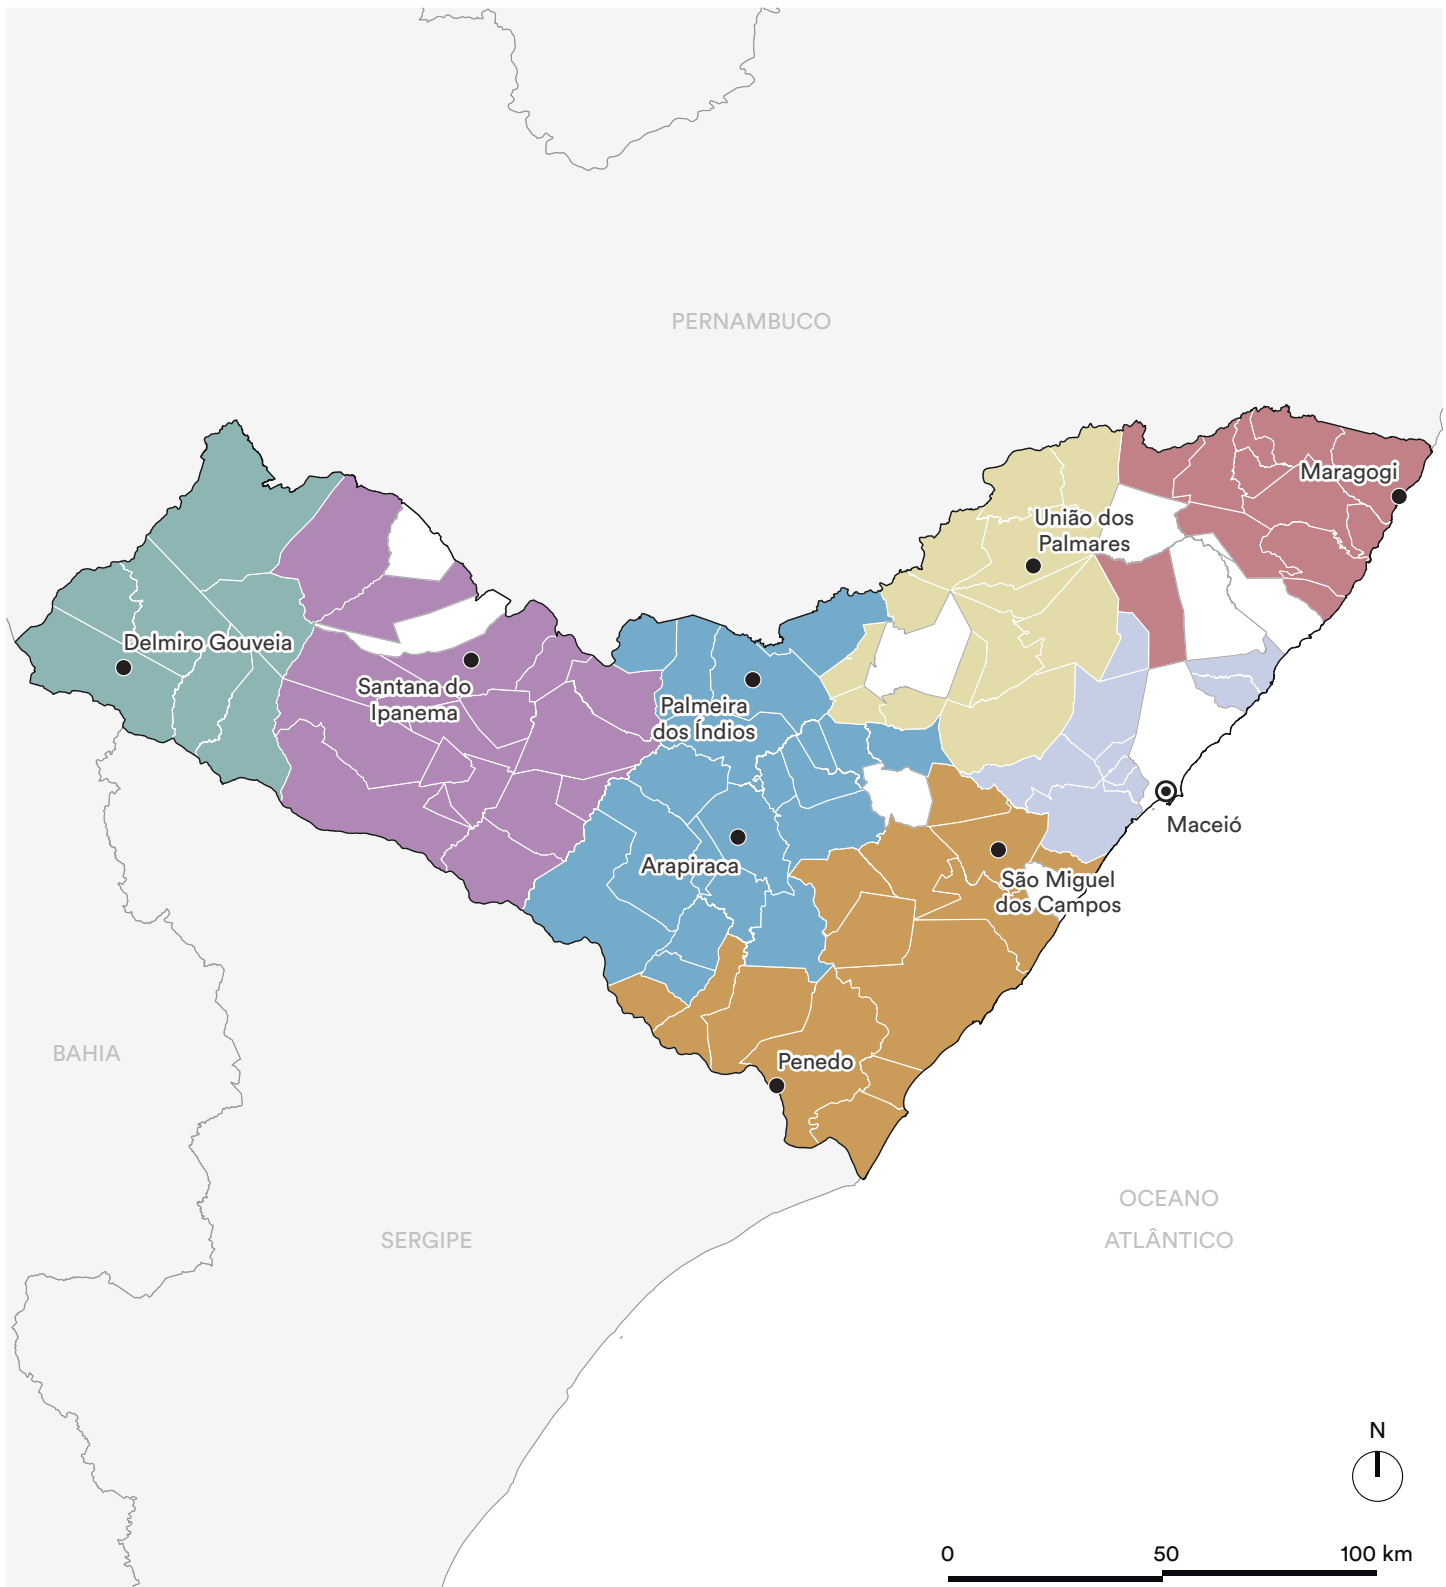 PERNAMBUCO
Maragogi
União dos
Palmares
Delmiro Gouveia
Santana do
Ipanema
Palmeira
dos Índios
Maceió
Arapiraca
São Miguel
dos Campos
BAHIA
Penedo
OCEANO
ATLÂNTICO
SERGIPE
N
0 50 100 km